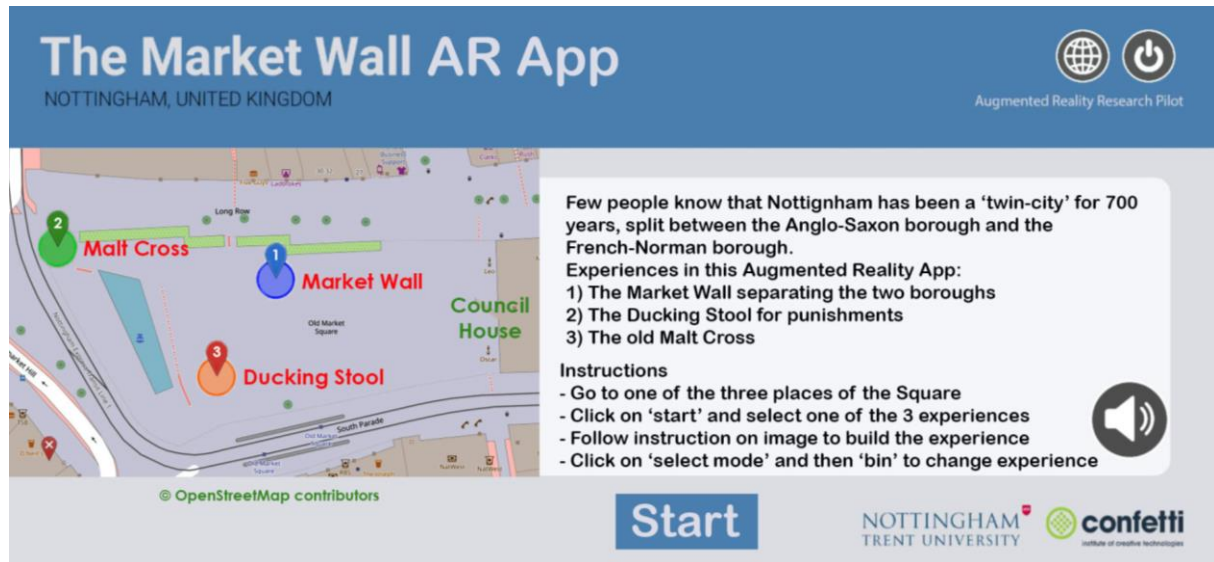 The Market Wall AR App
NOTTINGHAM, UNITED KINGDOM
Augmented Reality Research Pilot
Long Row
2
Malt Cross
1
Market Wall
Old Market
Square
Council
House
3
Ducking Stool
South Parade
Market Hill
NatWest
© OpenStreetMap contributors
Few people know that Nottignham has been a ‘twin-city’ for 700
years, split between the Anglo-Saxon borough and the
French-Norman borough.
Experiences in this Augmented Reality App:
1) The Market Wall separating the two boroughs
2) The Ducking Stool for punishments
3) The old Malt Cross
Instructions
- Go to one of the three places of the Square
- Click on ‘start’ and select one of the 3 experiences
- Follow instruction on image to build the experience
- Click on ‘select mode’ and then ‘bin’ to change experience
Start
NOTTINGHAM
TRENT UNIVERSITY
confetti
institute of creative technologies